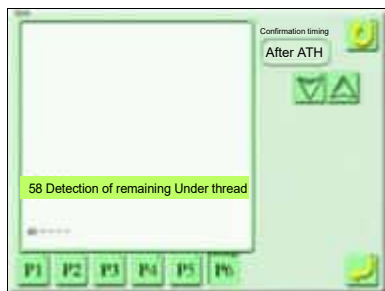 Confirmation timing
After ATH
58 Detection of remaining Under thread
P1 P2 P3 P4 P5 P6